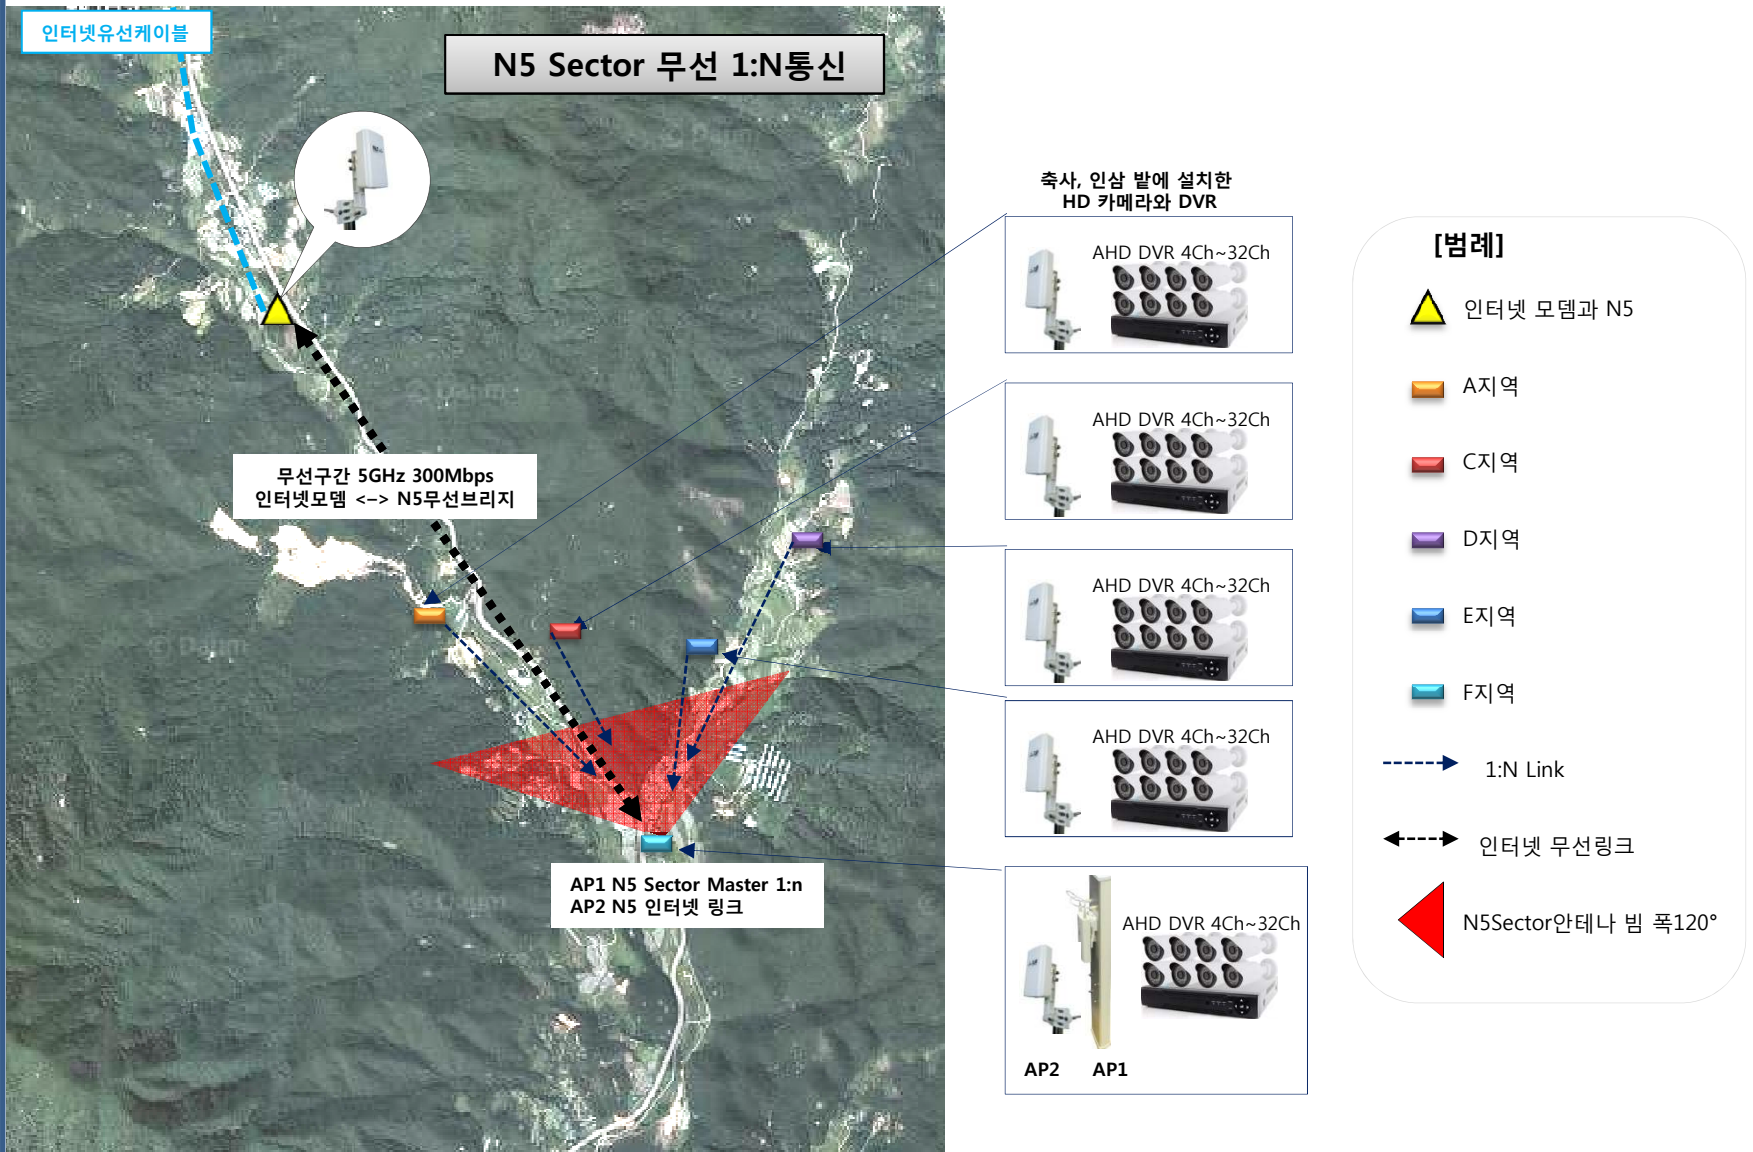 인터넷유선케이블
N5 Sector 무선 1:N통신
무선구간 5GHz 300Mbps
인터넷모뎀 <-> N5무선브리지
AP1 N5 Sector Master 1:n
AP2 N5 인터넷 링크
축사, 인삼 밭에 설치한
HD 카메라와 DVR
AHD DVR 4Ch~32Ch
AHD DVR 4Ch~32Ch
AHD DVR 4Ch~32Ch
AHD DVR 4Ch~32Ch
AHD DVR 4Ch~32Ch
AP2 AP1
[범례]
인터넷 모뎀과 N5
A지역
C지역
D지역
E지역
F지역
1:N Link
인터넷 무선링크
N5Sector안테나 빔 폭120°
© Daum